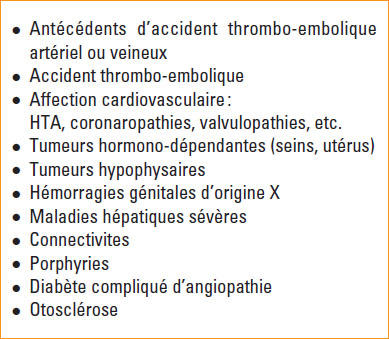 • Antécédents d'accident thrombo-embolique
artériel ou veineux
• Accident thrombo-embolique
• Affection cardiovasculaire :
HTA, coronaropathies, valvulopathies, etc.
• Tumeurs hormono-dépendantes (seins, utérus)
• Tumeurs hypophysaires
• Hémorragies génitales d'origine X
• Maladies hépatiques sévères
• Connectivites
• Porphyries
• Diabète compliqué d'angiopathie
• Otosclérose